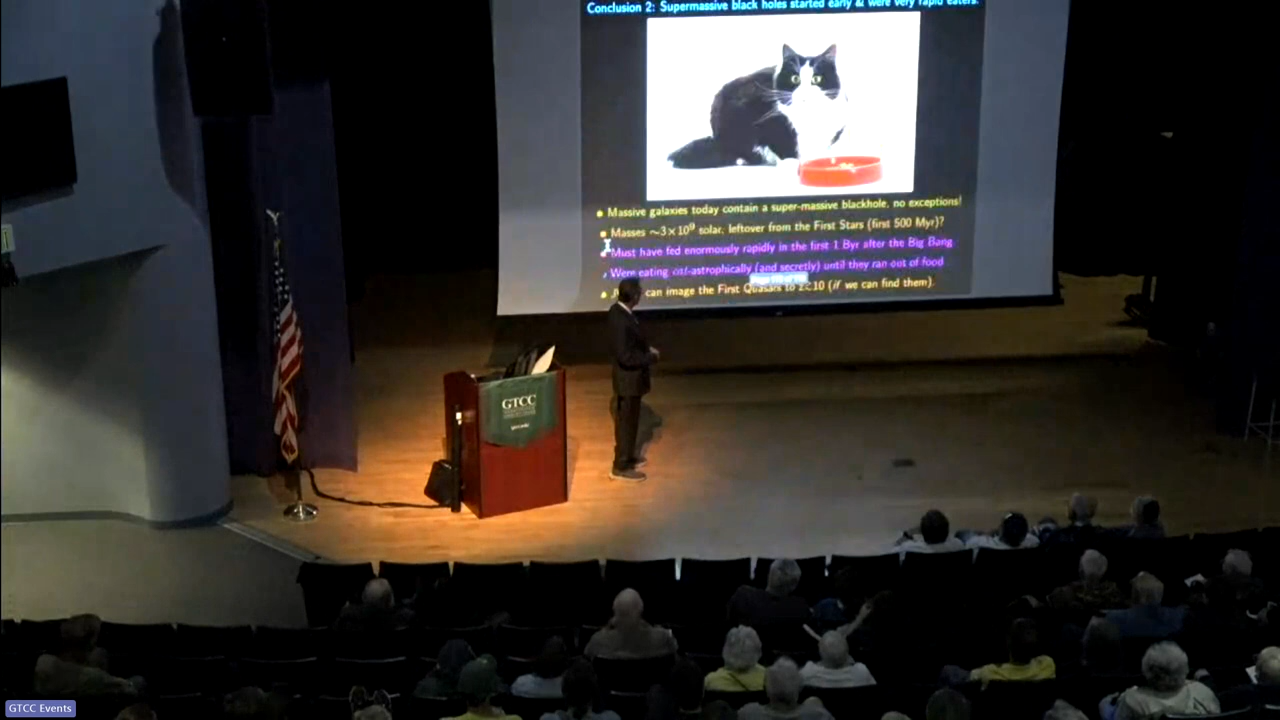 Conclusion 2: Supermassive black holes started early & were very rapid eaters.
Massive galaxies today contain a super-massive blackhole, no exceptions!
Masses ~3×10⁹ solar, leftover from the First Stars (first 500 Myr)?
Must have fed enormously rapidly in the first 1 Byr after the Big Bang
Were eating cat-astrophically (and secretly) until they ran out of food
can image the First Quasars to z≲10 (if we can find them).
GTCC
GTCC Events